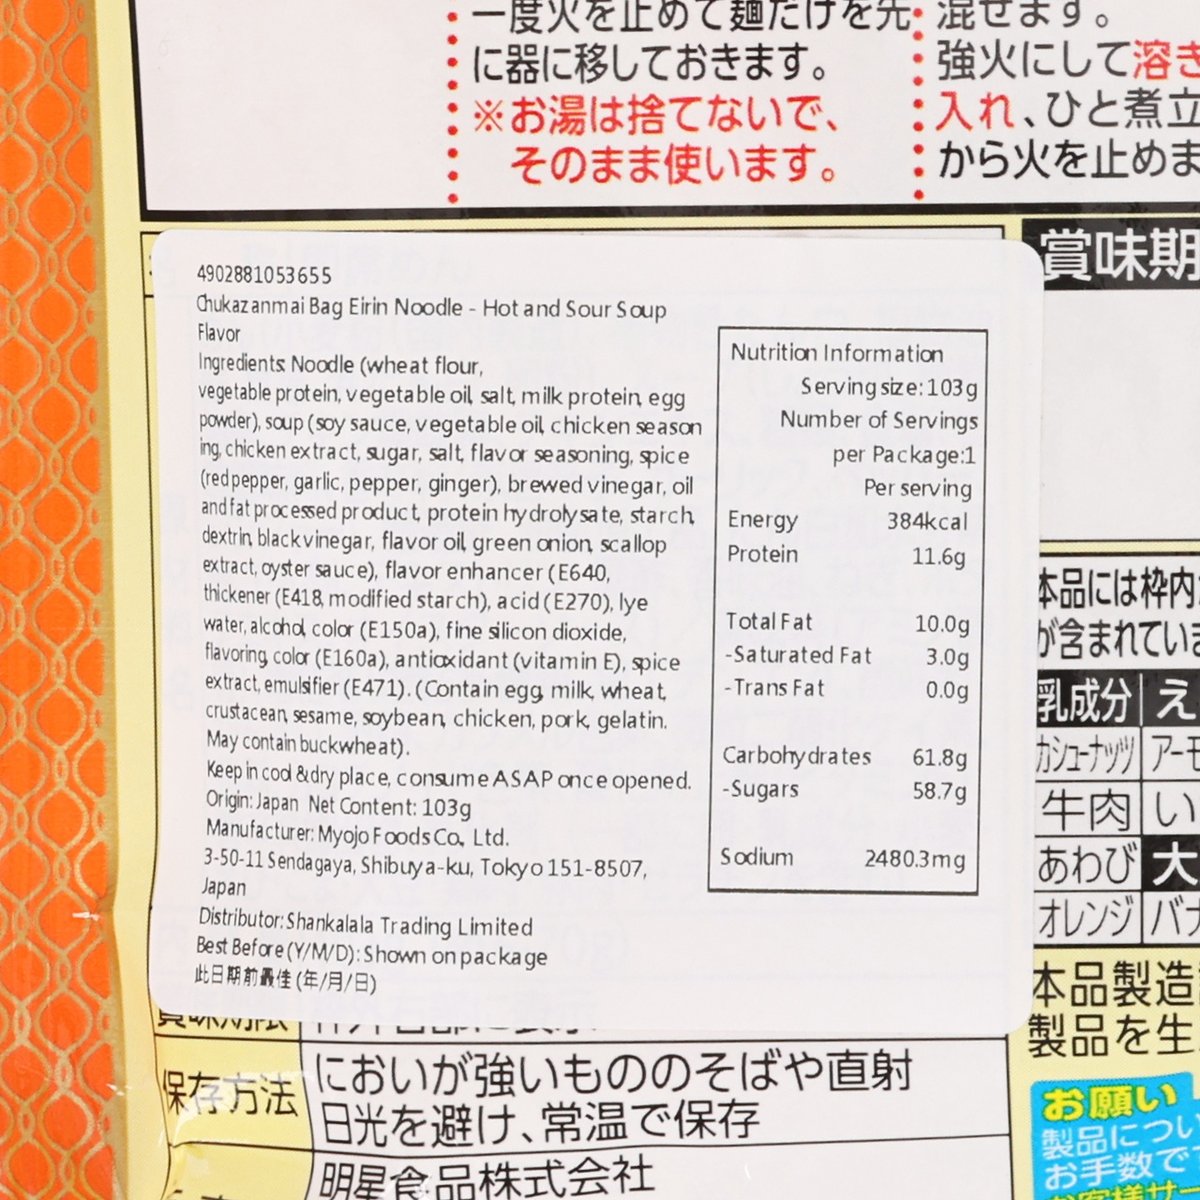 一度火を止めて麺だけを先
に器に移しておきます。
※お湯は捨てないで、
そのまま使います。
混ぜます。
強火にして溶き
入れ、ひと煮立
から火を止めま
賞味期
4902881053655
Chukazanmai Bag Eirin Noodle - Hot and Sour Soup
Flavor
Ingredients: Noodle (wheat flour,
vegetable protein, vegetable oil, salt, milk protein, egg
powder), soup (soy sauce, vegetable oil, chicken season
ing, chicken extract, sugar, salt, flavor seasoning, spice
(red pepper, garlic, pepper, ginger), brewed vinegar, oil
and fat processed product, protein hydrolysate, starch,
dextrin, black vinegar, flavor oil, green onion, scallop
extract, oyster sauce), flavor enhancer (E640,
thickener (E418, modified starch), acid (E270), lye
water, alcohol, color (E150a), fine silicon dioxide,
flavoring, color (E160a), antioxidant (vitamin E), spice
extract, emulsifier (E471). (Contain egg, milk, wheat,
crustacean, sesame, soybean, chicken, pork, gelatin.
May contain buckwheat).
Keep in cool &dry place, consume ASAP once opened.
Origin: Japan Net Content: 103g
Manufacturer: Myojo Foods Co., Ltd.
3-50-11 Sendagaya, Shibuya-ku, Tokyo 151-8507,
Japan
Distributor: Shankalala Trading Limited
Best Before (Y/M/D): Shown on package
此日期前最佳 (年/月/日)
Nutrition Information
Serving size: 103g
Number of Servings
per Package:1
Per serving
Energy 384kcal
Protein 11.6g
Total Fat 10.0g
-Saturated Fat 3.0g
-Trans Fat 0.0g
Carbohydrates 61.8g
-Sugars 58.7g
Sodium 2480.3mg
本品には枠内
が含まれていま
乳成分 え
カシューナッツ アーモ
牛肉 い
あわび 大
オレンジ バナ
本品製造
製品を生
賞味期限
保存方法 においが強いもののそばや直射
日光を避け、常温で保存
明星食品株式会社
お願い
製品につい
お手数で